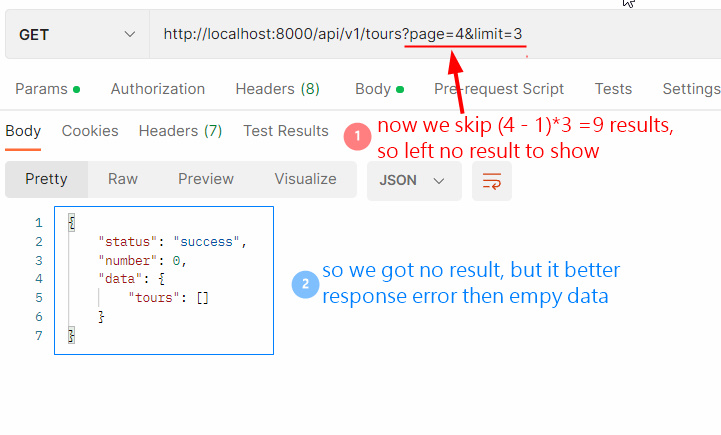 GET http://localhost:8000/api/v1/tours?page=4&limit=3
Params Authorization Headers (8) Body Pre-request Script Tests Settings
Body Cookies Headers (7) Test Results
1 now we skip (4 - 1)*3 =9 results,
so left no result to show
Pretty Raw Preview Visualize JSON
1 {
2 "status": "success",
3 "number": 0,
4 "data": {
5 "tours": []
6 }
7 }
2 so we got no result, but it better
response error then empy data